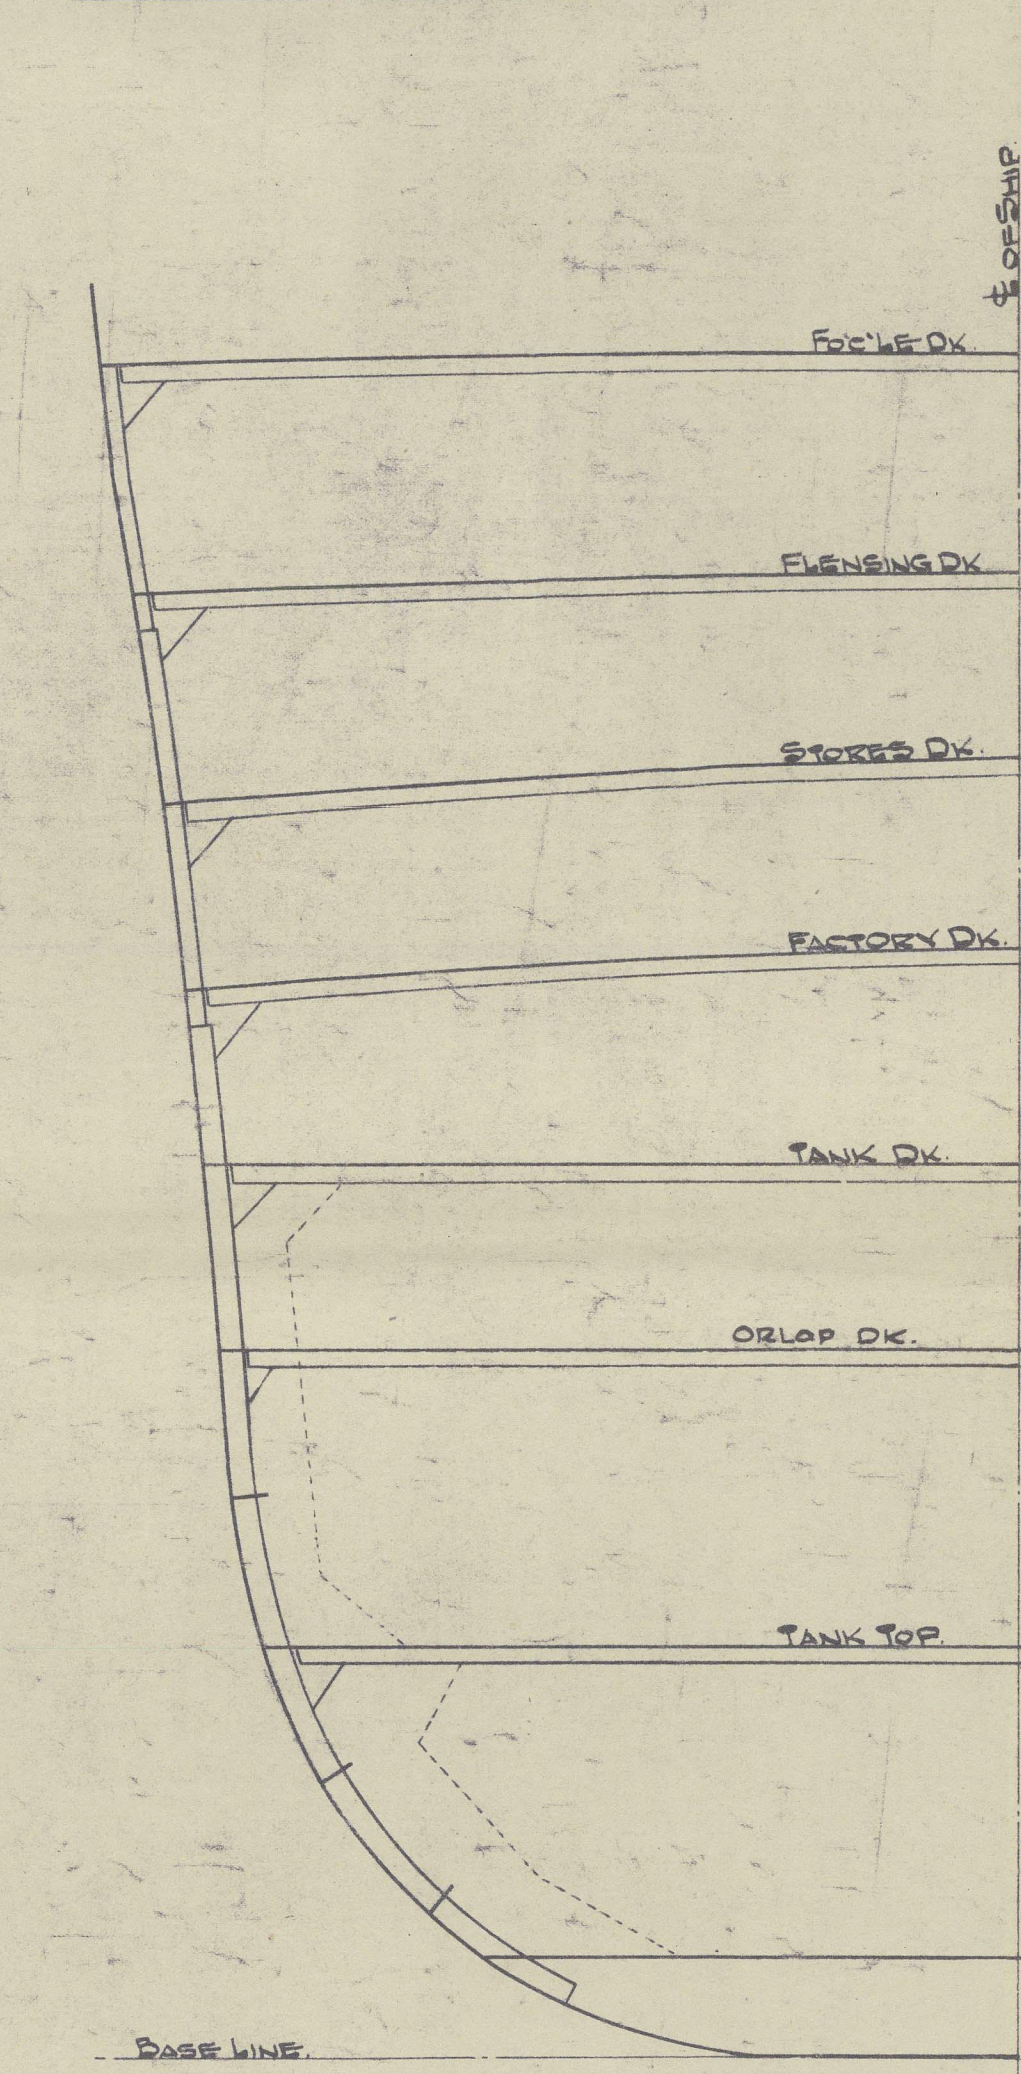 ℄ OF SHIP.
FO'C'LE DK.
FLENSING DK
STORES DK.
FACTORY DK.
TANK DK.
ORLOP DK.
TANK TOP.
BASE LINE.